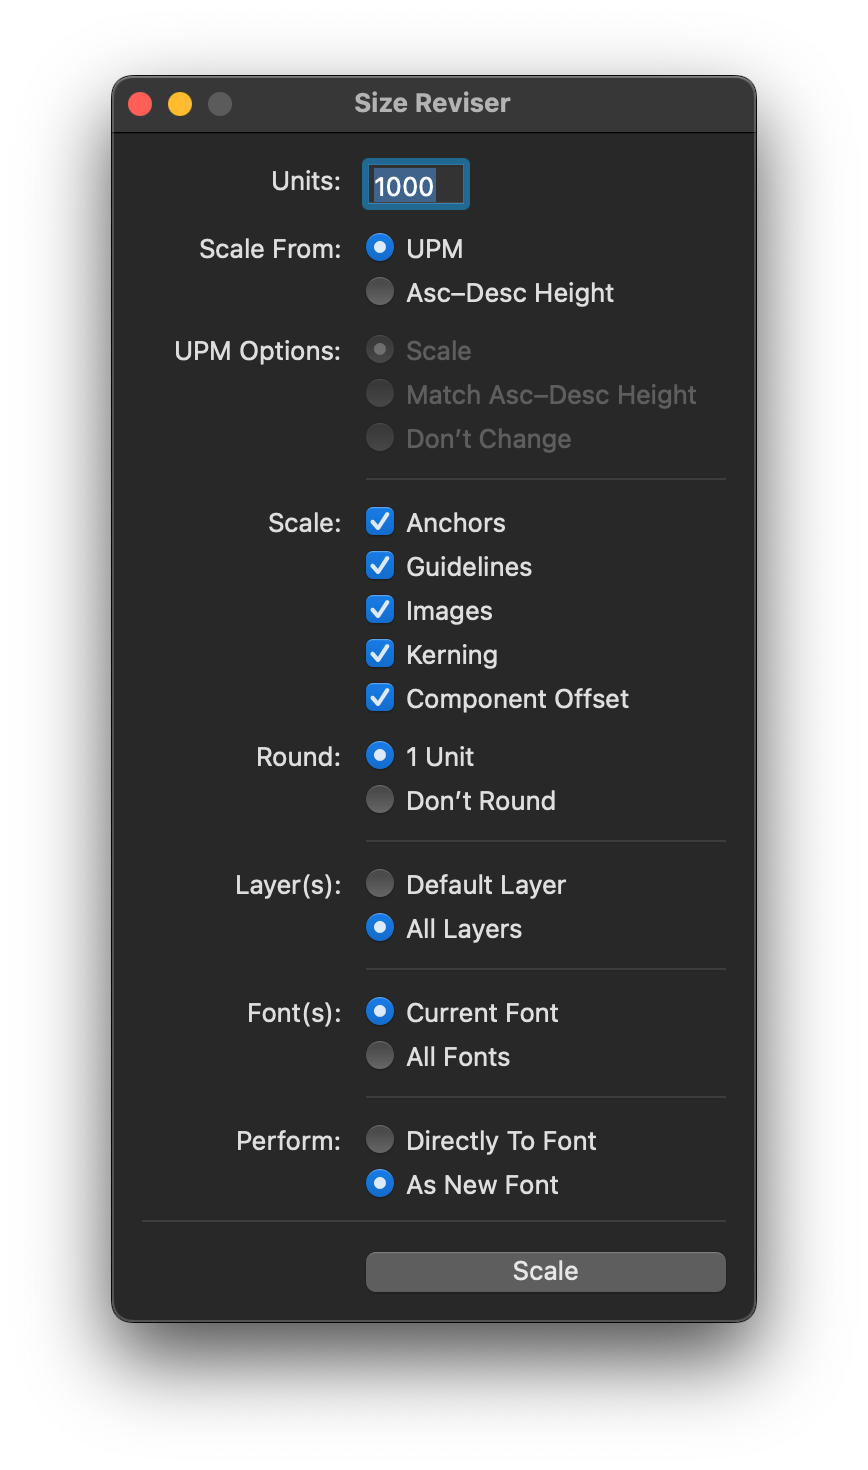 Size Reviser
Units: 1000
Scale From: UPM
Asc–Desc Height
UPM Options: Scale
Match Asc–Desc Height
Don’t Change
Scale: Anchors
Guidelines
Images
Kerning
Component Offset
Round: 1 Unit
Don’t Round
Layer(s): Default Layer
All Layers
Font(s): Current Font
All Fonts
Perform: Directly To Font
As New Font
Scale